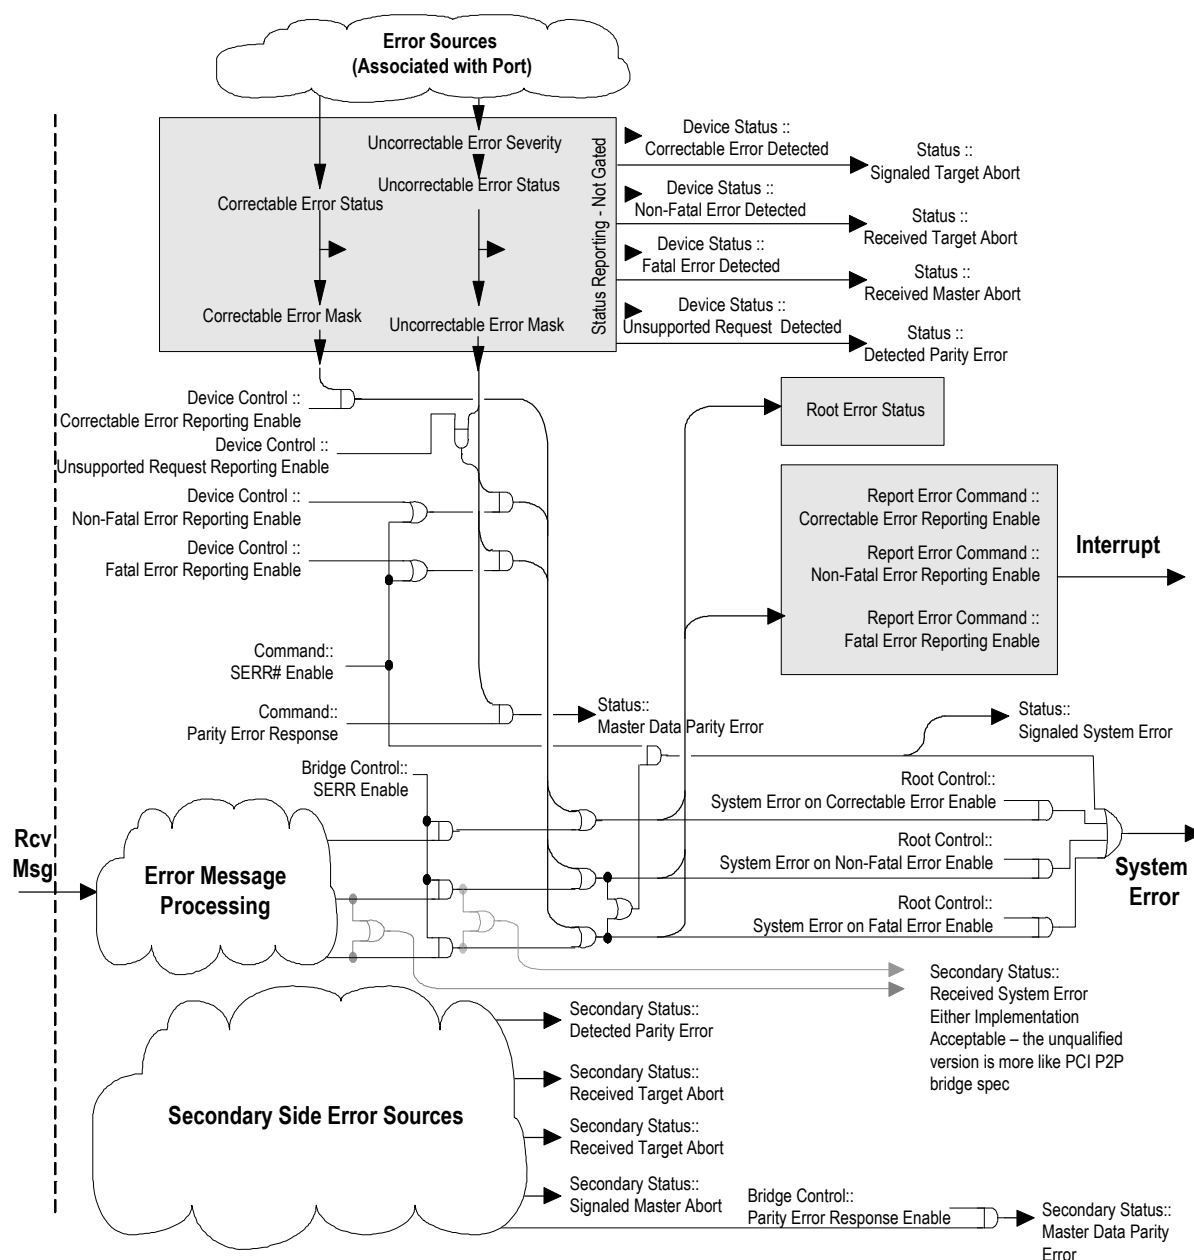 Error Sources
(Associated with Port)
Uncorrectable Error Severity
Uncorrectable Error Status
Correctable Error Status
Correctable Error Mask
Uncorrectable Error Mask
Status Reporting - Not Gated
Device Status ::
Correctable Error Detected
Status ::
Signaled Target Abort
Device Status ::
Non-Fatal Error Detected
Status ::
Received Target Abort
Device Status ::
Fatal Error Detected
Status ::
Received Master Abort
Device Status ::
Unsupported Request Detected
Status ::
Detected Parity Error
Device Control ::
Correctable Error Reporting Enable
Device Control ::
Unsupported Request Reporting Enable
Device Control ::
Non-Fatal Error Reporting Enable
Device Control ::
Fatal Error Reporting Enable
Root Error Status
Report Error Command ::
Correctable Error Reporting Enable
Report Error Command ::
Non-Fatal Error Reporting Enable
Report Error Command ::
Fatal Error Reporting Enable
Interrupt
Command::
SERR# Enable
Command::
Parity Error Response
Status::
Master Data Parity Error
Status::
Signaled System Error
Bridge Control::
SERR Enable
Root Control::
System Error on Correctable Error Enable
Root Control::
System Error on Non-Fatal Error Enable
Root Control::
System Error on Fatal Error Enable
System
Error
Rcv
Msg
Error Message
Processing
Secondary Status::
Received System Error
Either Implementation
Acceptable – the unqualified
version is more like PCI P2P
bridge spec
Secondary Side Error Sources
Secondary Status::
Detected Parity Error
Secondary Status::
Received Target Abort
Secondary Status::
Received Target Abort
Secondary Status::
Signaled Master Abort
Bridge Control::
Parity Error Response Enable
Secondary Status::
Master Data Parity
Error